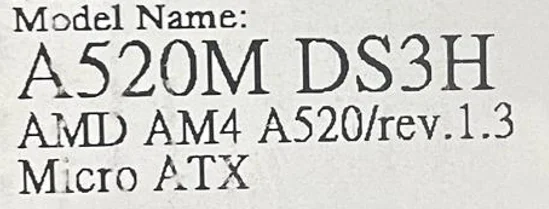 Model Name:
A520M DS3H
AMD AM4 A520/rev.1.3
Micro ATX